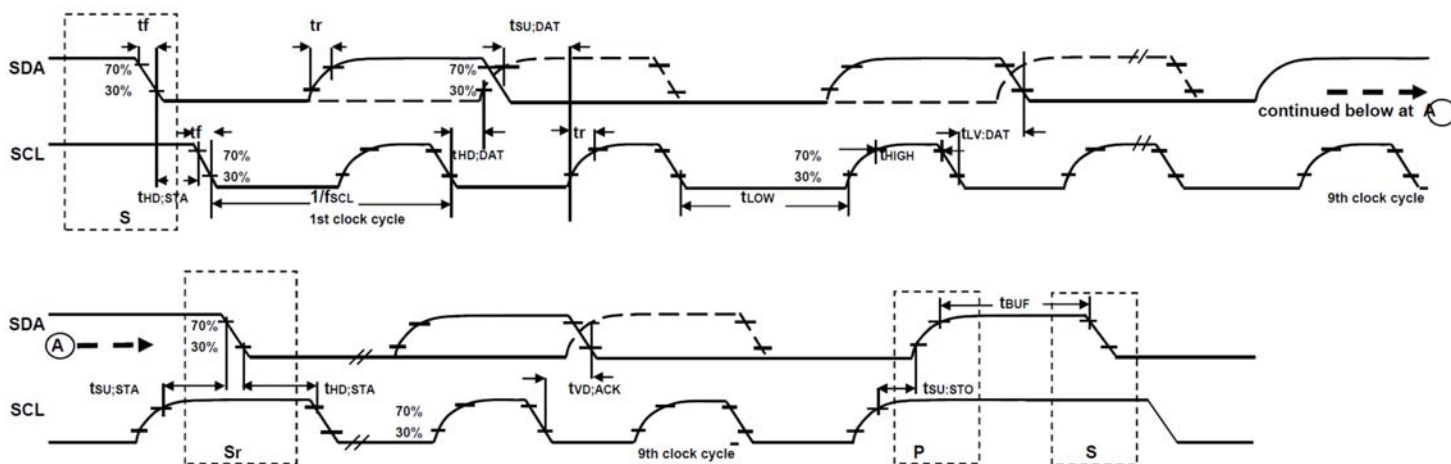 tf tr tSU;DAT
SDA 70% 70%
30% 30%
continued below at A
SCL tf 70% tHD;DAT tr 70% tHIGH tLV:DAT
30% 30%
tHD;STA 1/fSCL tLOW
S 1st clock cycle 9th clock cycle
tBUF
SDA 70%
A 30%
tSU;STA tHD;STA tVD;ACK tSU:STO
SCL 70%
30%
Sr 9th clock cycle P S